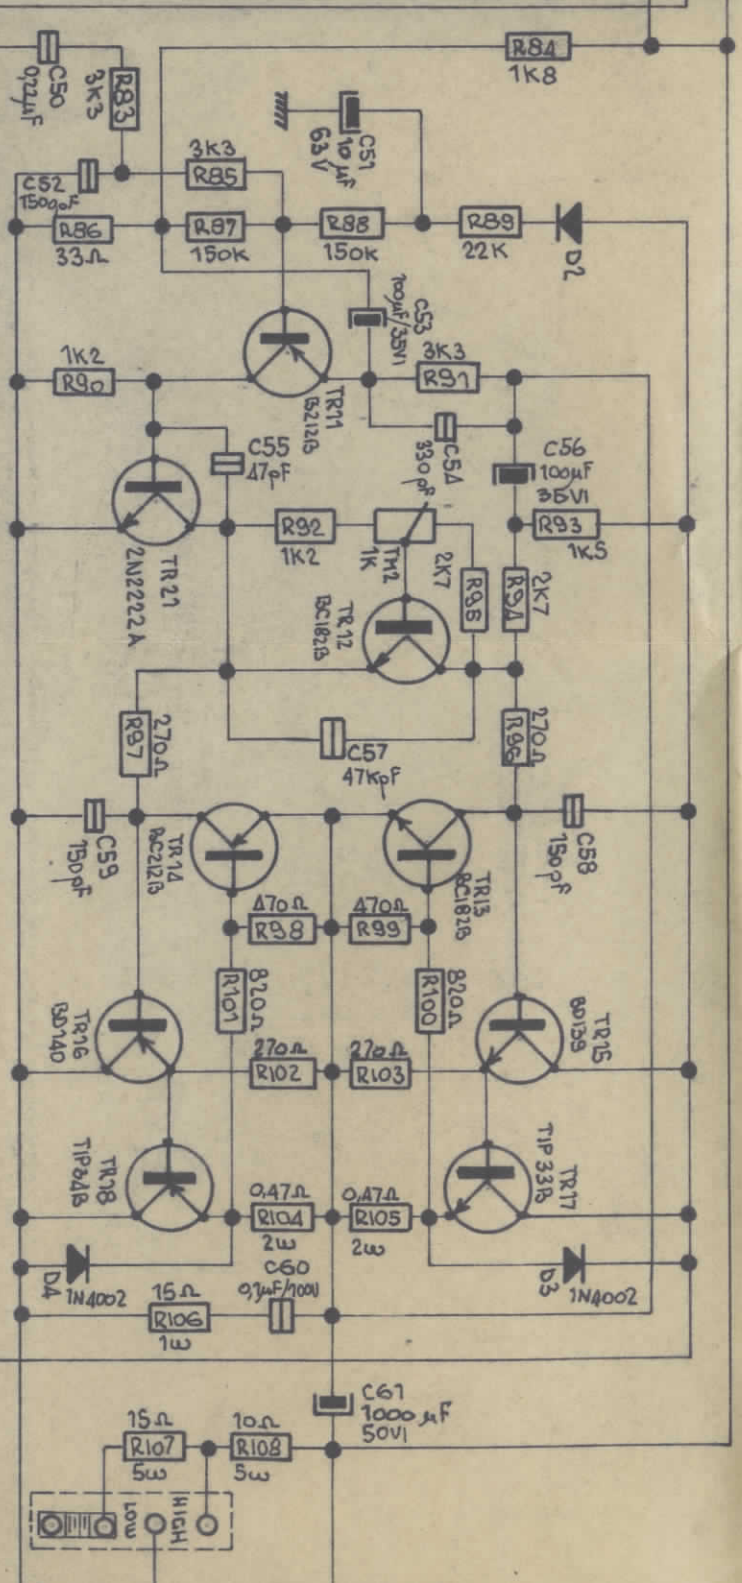 R84
1K8
C50
0,22µF
R83
3K3
C51
10µF
63V
3K3
R85
C52
1500pF
R86
33Ω
R87
150K
R88
150K
R89
22K
D2
C53
100µF/35VI
1K2
R90
TR11
B212B
3K3
R91
C54
330pF
C55
47pF
C56
100µF
35VI
R92
1K2
TM2
1K
R93
1K5
TR21
2N2222A
TR12
BC182B
2K7
R95
2K7
R94
R97
270Ω
R96
270Ω
C57
47KpF
C59
150pF
TR14
BC212B
TR13
BC182B
C58
150pF
470Ω
R98
470Ω
R99
R101
820Ω
R100
820Ω
TR16
BD140
270Ω
R102
270Ω
R103
TR15
BD139
TR18
TIP34B
0,47Ω
R104
2W
0,47Ω
R105
2W
TR17
TIP33B
D4
1N4002
D3
1N4002
C60
0,1µF/100V
15Ω
R106
1W
C61
1000µF
50VI
15Ω
R107
5W
10Ω
R108
5W
LOW
HIGH